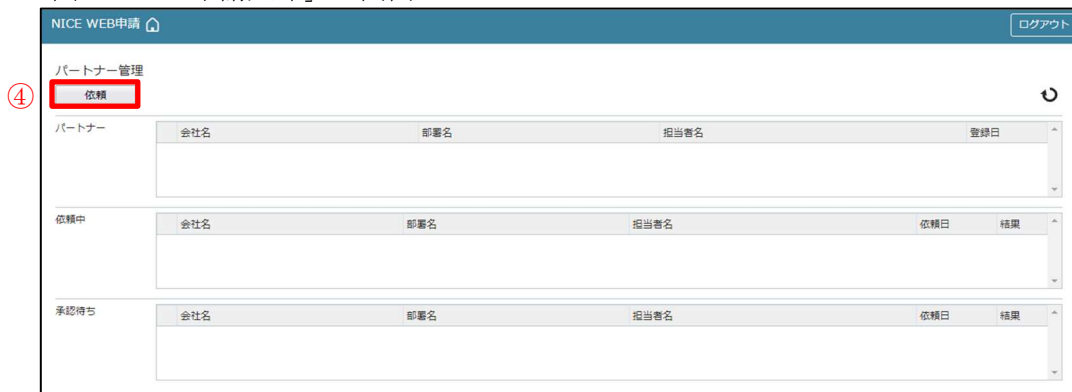 NICE WEB申請
ログアウト
パートナー管理
④ 依頼
パートナー 会社名 部署名 担当者名 登録日
依頼中 会社名 部署名 担当者名 依頼日 結果
承認待ち 会社名 部署名 担当者名 依頼日 結果